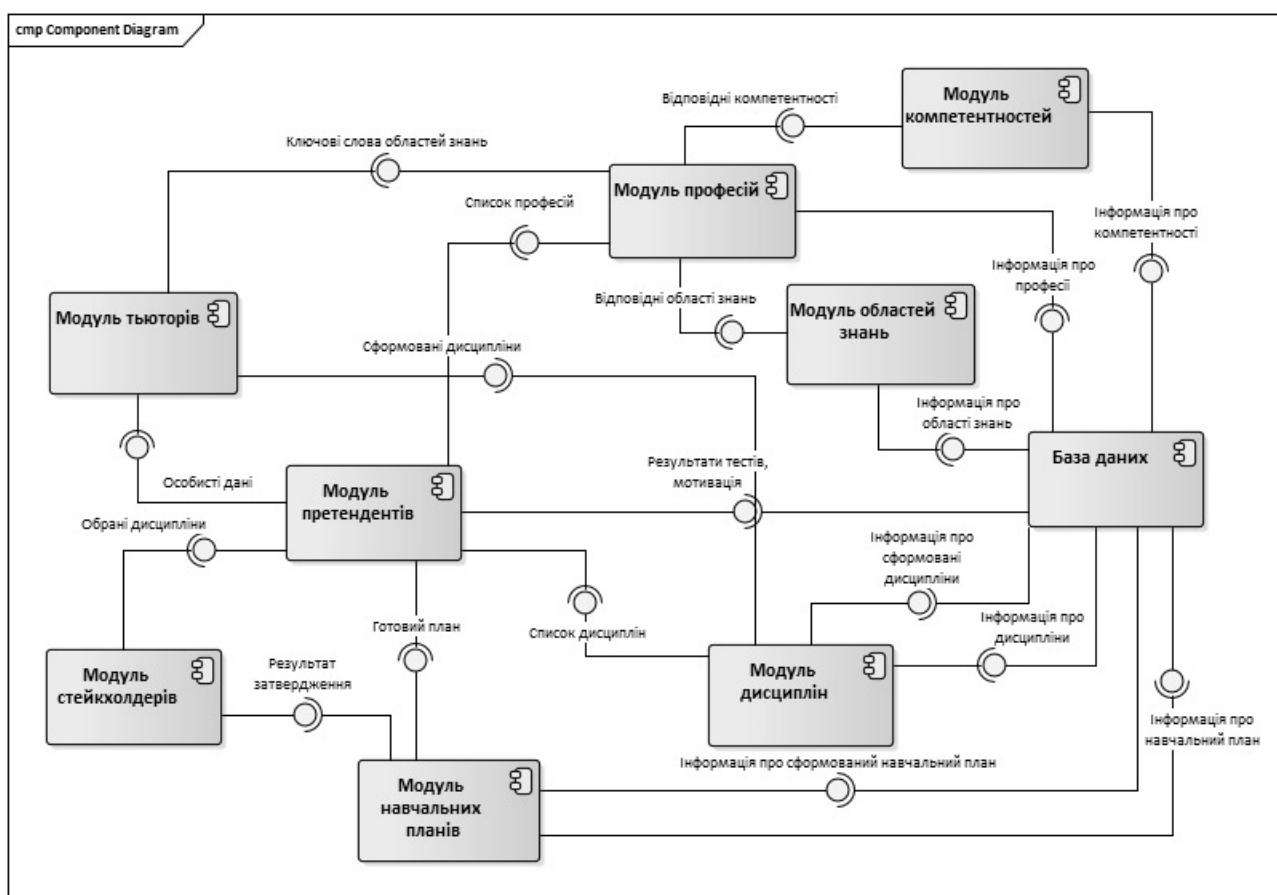 cmp Component Diagram
Модуль
компетентностей
Відповідні компетентності
Ключові слова областей знань
Модуль професій
Список професій
Інформація про
компетентності
Інформація про
професії
Модуль тьюторів
Відповідні області знань
Модуль областей
знань
Сформовані дисципліни
Інформація про
області знань
База даних
Особисті дані
Модуль
претендентів
Результати тестів,
мотивація
Обрані дисципліни
Інформація про
сформовані
дисципліни
Готовий план
Список дисциплін
Інформація про
дисципліни
Модуль
стейкхолдерів
Результат
затвердження
Модуль
дисциплін
Інформація про
навчальний план
Інформація про сформований навчальний план
Модуль
навчальних
планів